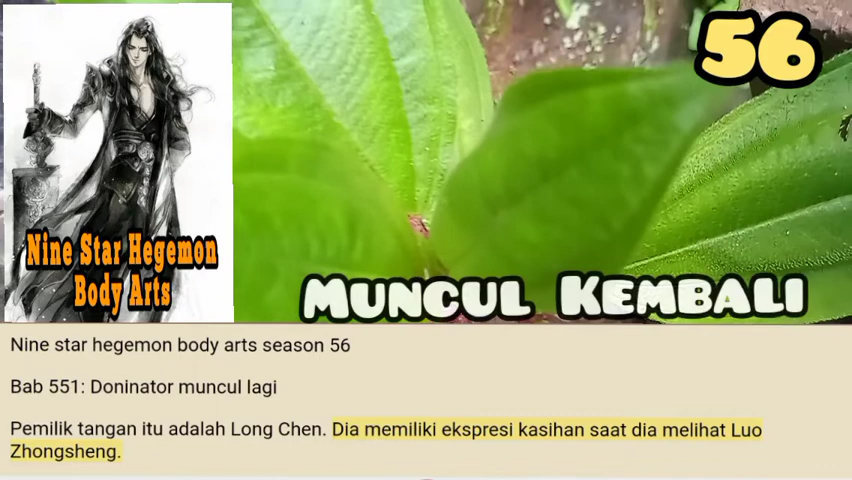 56
Nine Star Hegemon
Body Arts
Muncul Kembali
Nine star hegemon body arts season 56
Bab 551: Doninator muncul lagi
Pemilik tangan itu adalah Long Chen. Dia memiliki ekspresi kasihan saat dia melihat Luo
Zhongsheng.